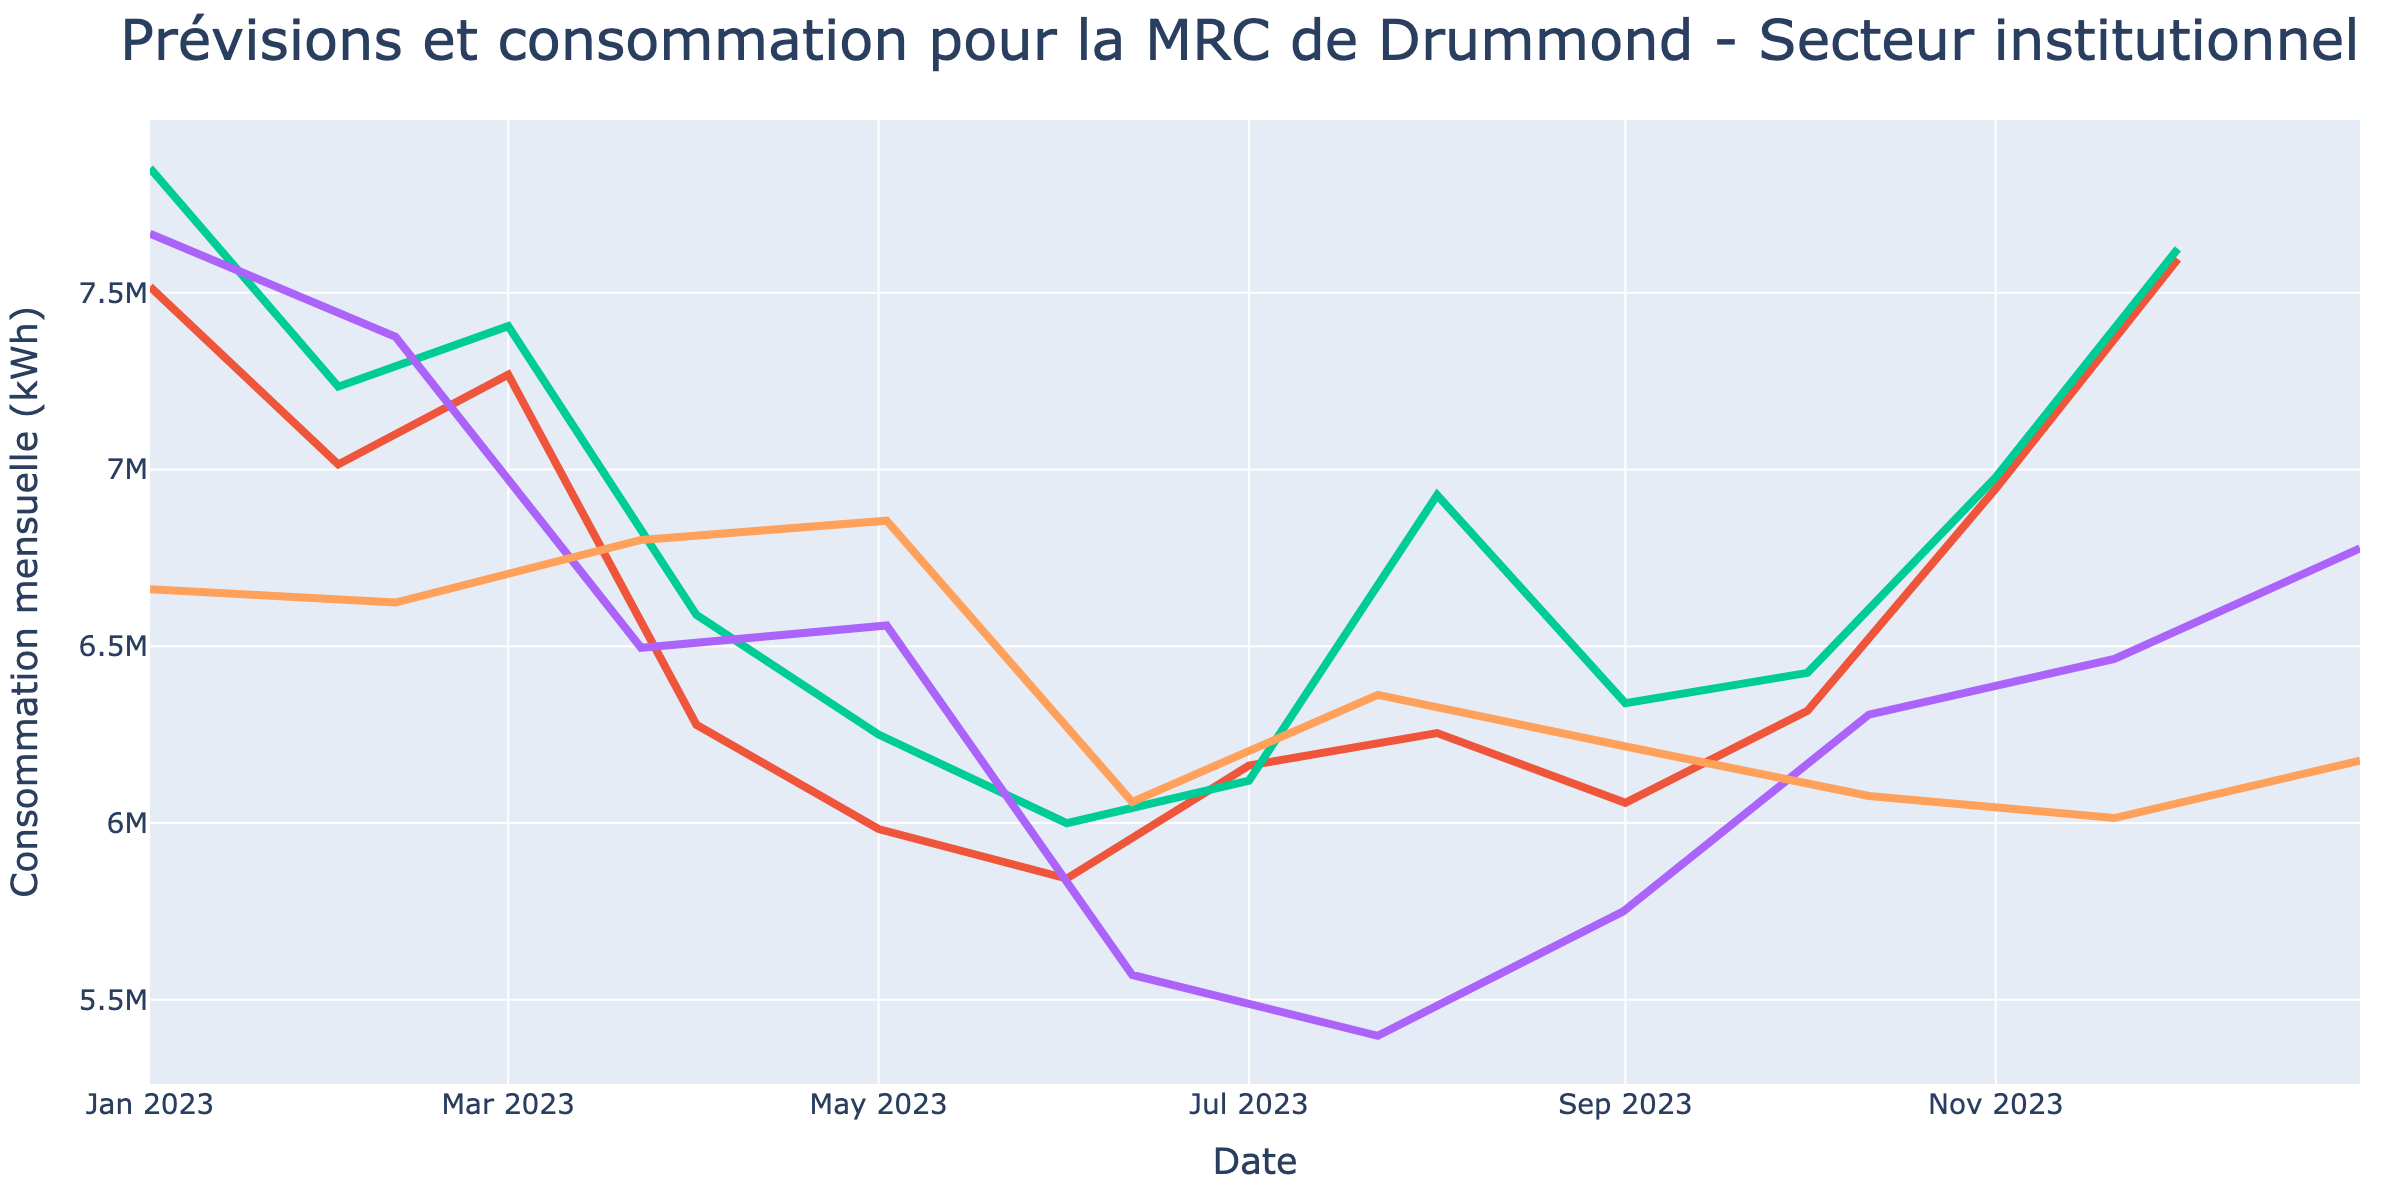 Prévisions et consommation pour la MRC de Drummond - Secteur institutionnel
Consommation mensuelle (kWh)
7.5M
7M
6.5M
6M
5.5M
Jan 2023
Mar 2023
May 2023
Jul 2023
Sep 2023
Nov 2023
Date